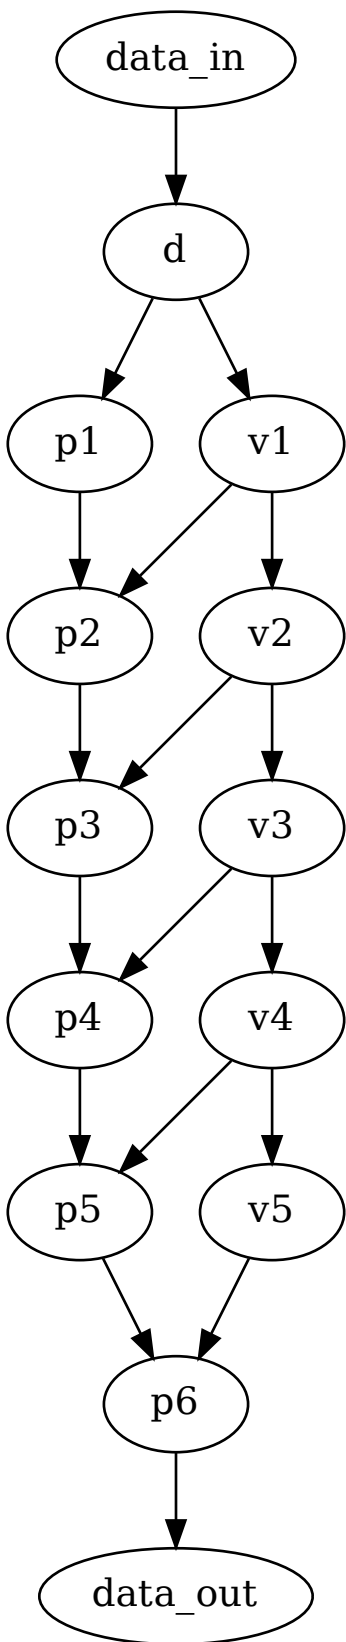 data_in
d
p1 v1
p2 v2
p3 v3
p4 v4
p5 v5
p6
data_out